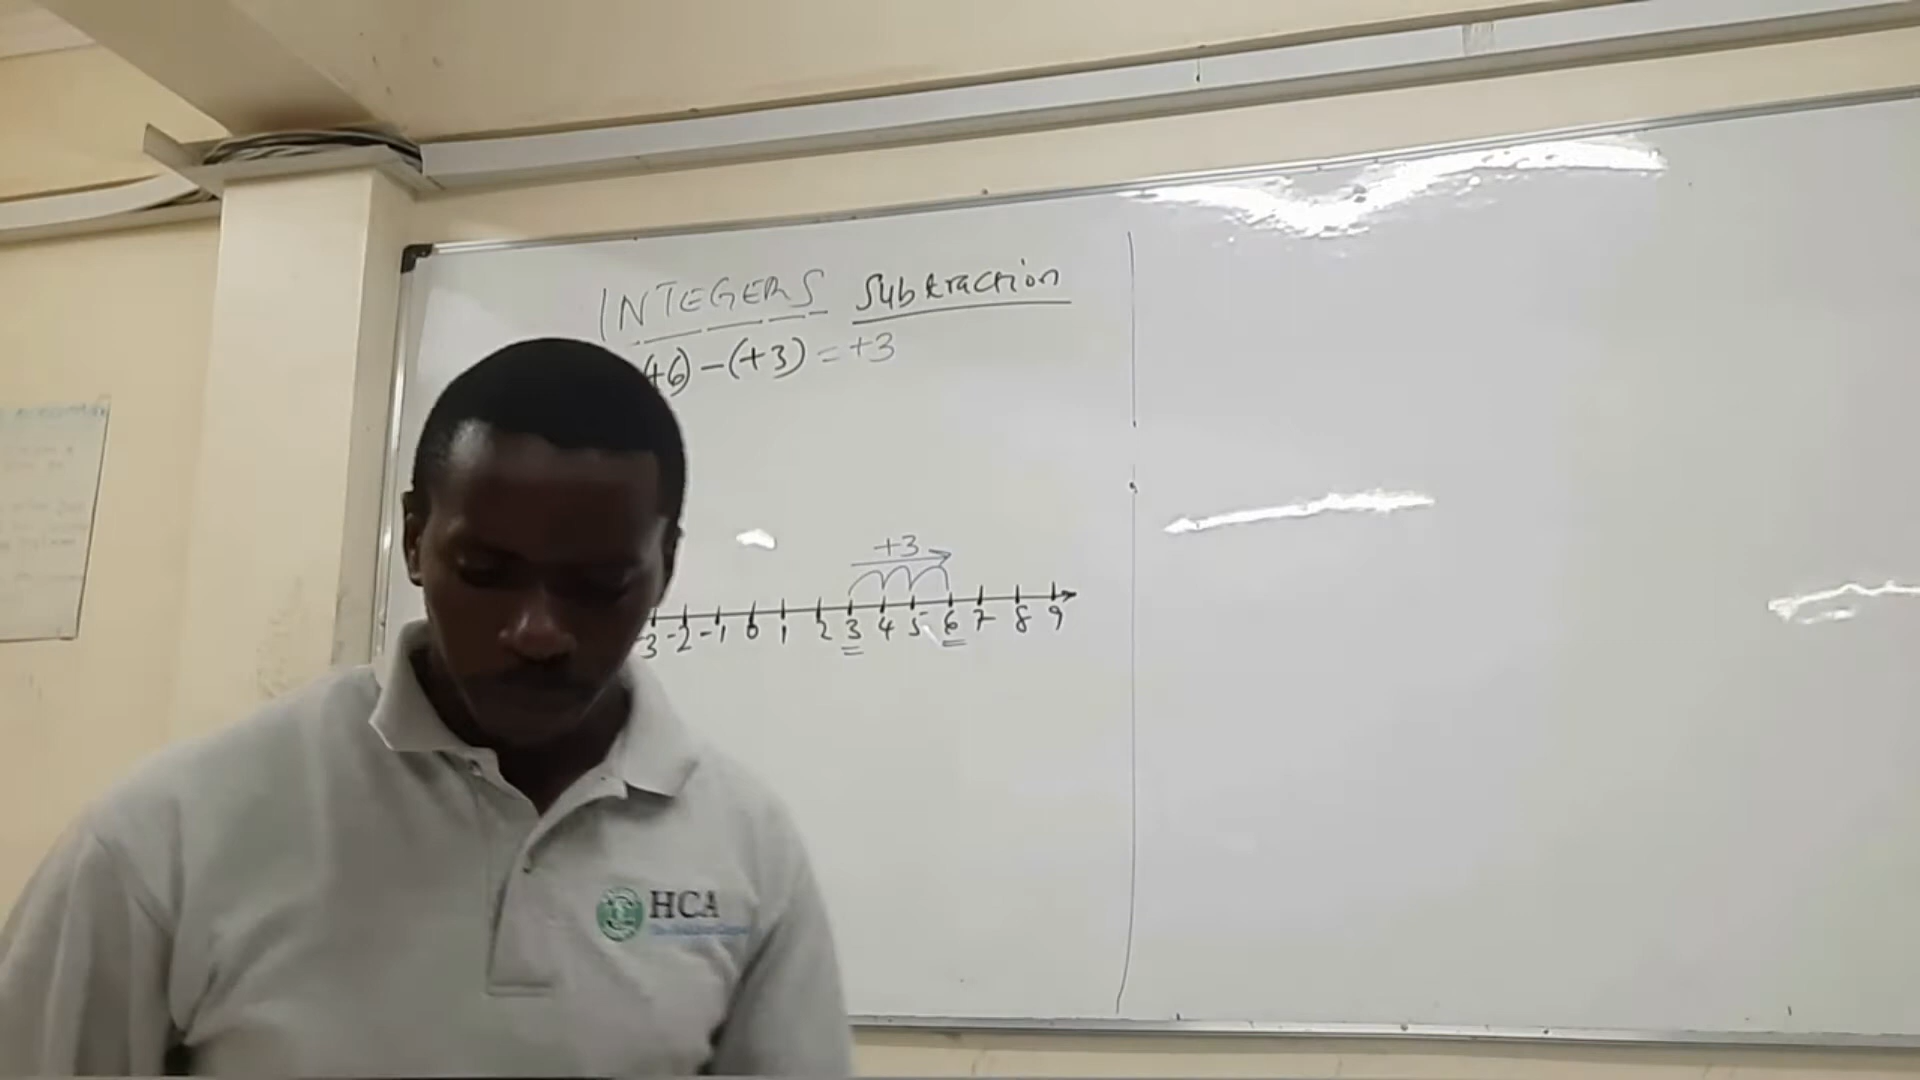 INTEGERS Subtraction
(+6)-(+3)=+3
+3
-3 -2 -1 0 1 2 3 4 5 6 7 8 9
HCA